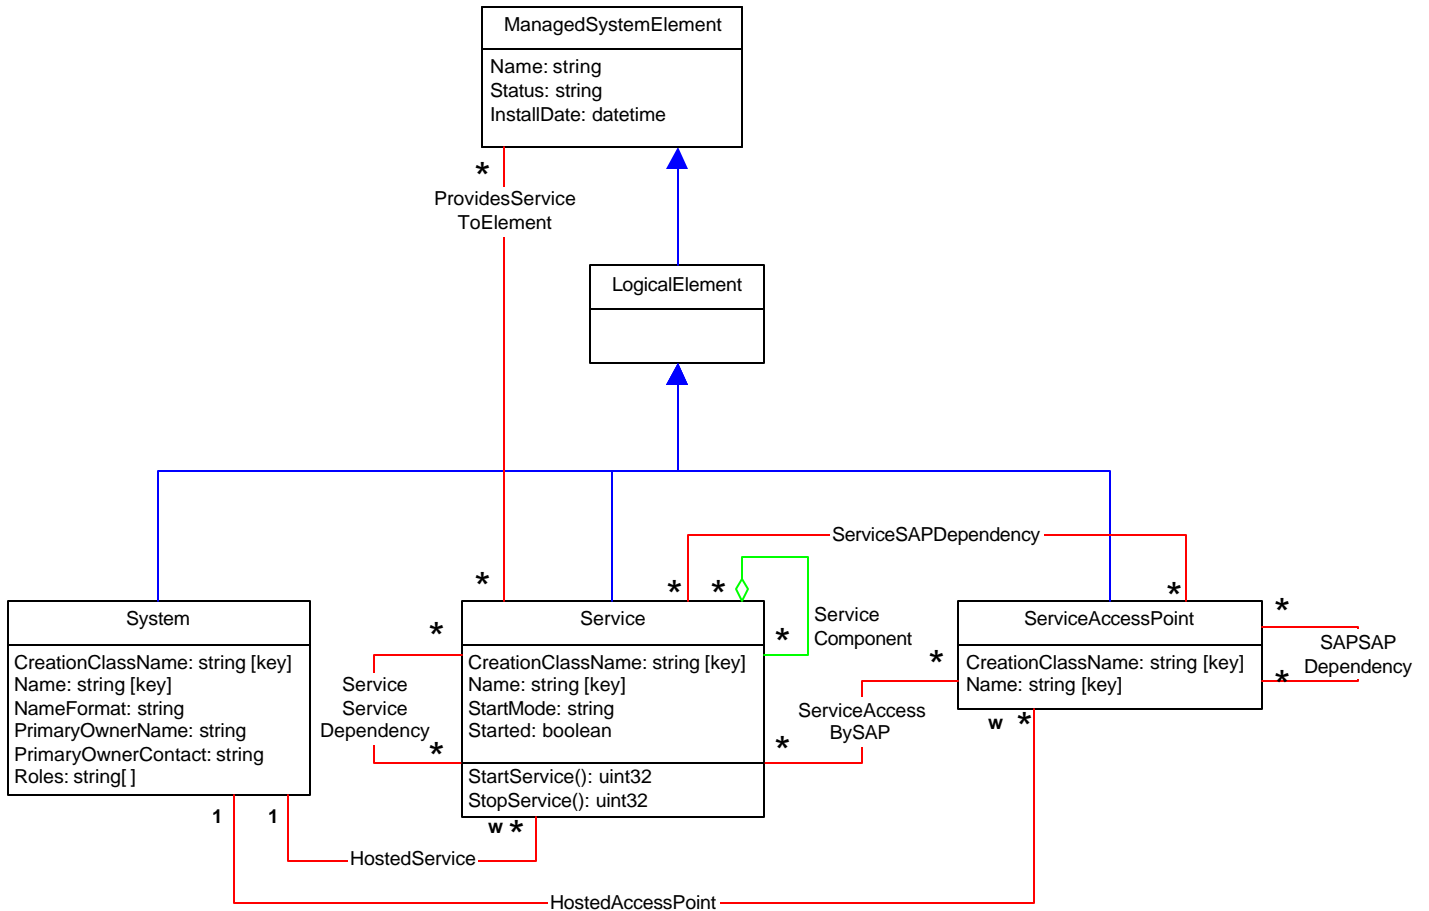 ManagedSystemElement
Name: string
Status: string
InstallDate: datetime
*
ProvidesService
ToElement
LogicalElement
ServiceSAPDependency
*
*
*
*
System
CreationClassName: string [key]
Name: string [key]
NameFormat: string
PrimaryOwnerName: string
PrimaryOwnerContact: string
Roles: string[ ]
1
1
*
Service
Service
Dependency
*
Service
CreationClassName: string [key]
Name: string [key]
StartMode: string
Started: boolean
StartService(): uint32
StopService(): uint32
w *
Service
Component
*
*
ServiceAccess
BySAP
*
ServiceAccessPoint
CreationClassName: string [key]
Name: string [key]
w *
*
SAPSAP
Dependency
*
HostedService
HostedAccessPoint